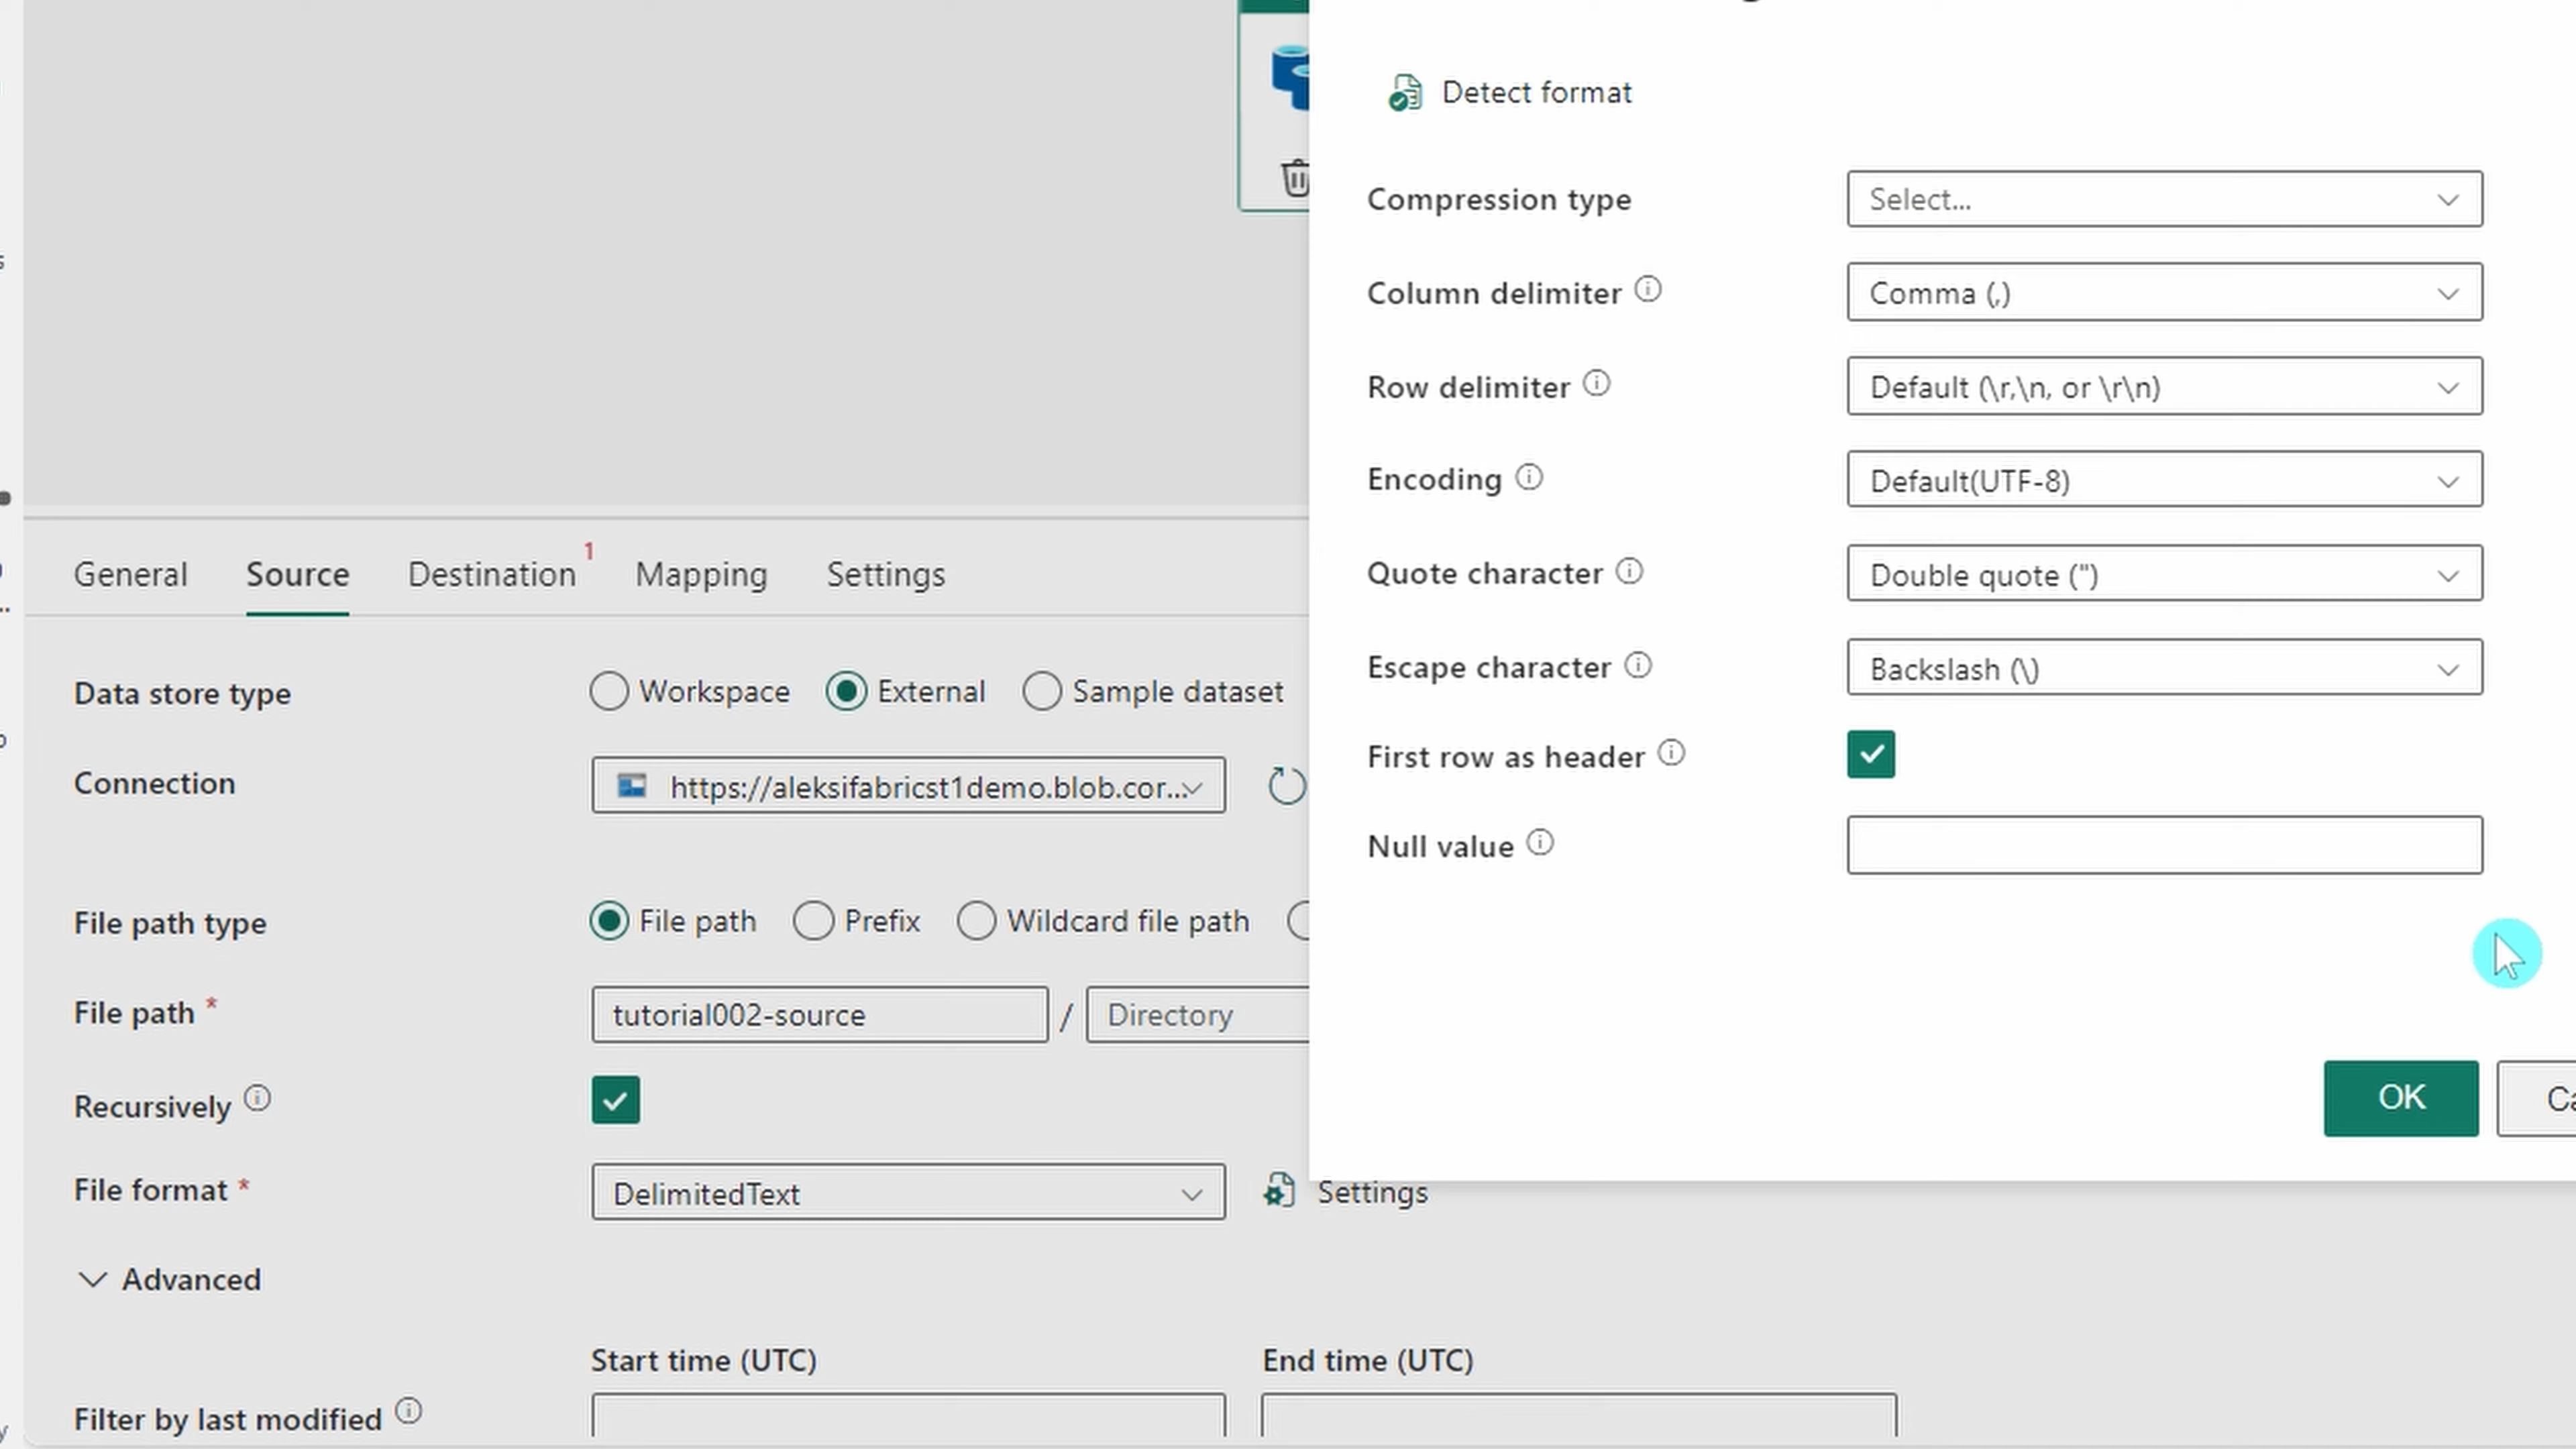 Detect format
Compression type Select...
Column delimiter Comma (,)
Row delimiter Default (\r,\n, or \r\n)
Encoding Default(UTF-8)
Quote character Double quote (")
Escape character Backslash (\)
First row as header
Null value
OK
General Source Destination 1 Mapping Settings
Data store type Workspace External Sample dataset
Connection https://aleksifabricst1demo.blob.cor...
File path type File path Prefix Wildcard file path
File path * tutorial002-source / Directory
Recursively
File format * DelimitedText Settings
Advanced
Start time (UTC) End time (UTC)
Filter by last modified